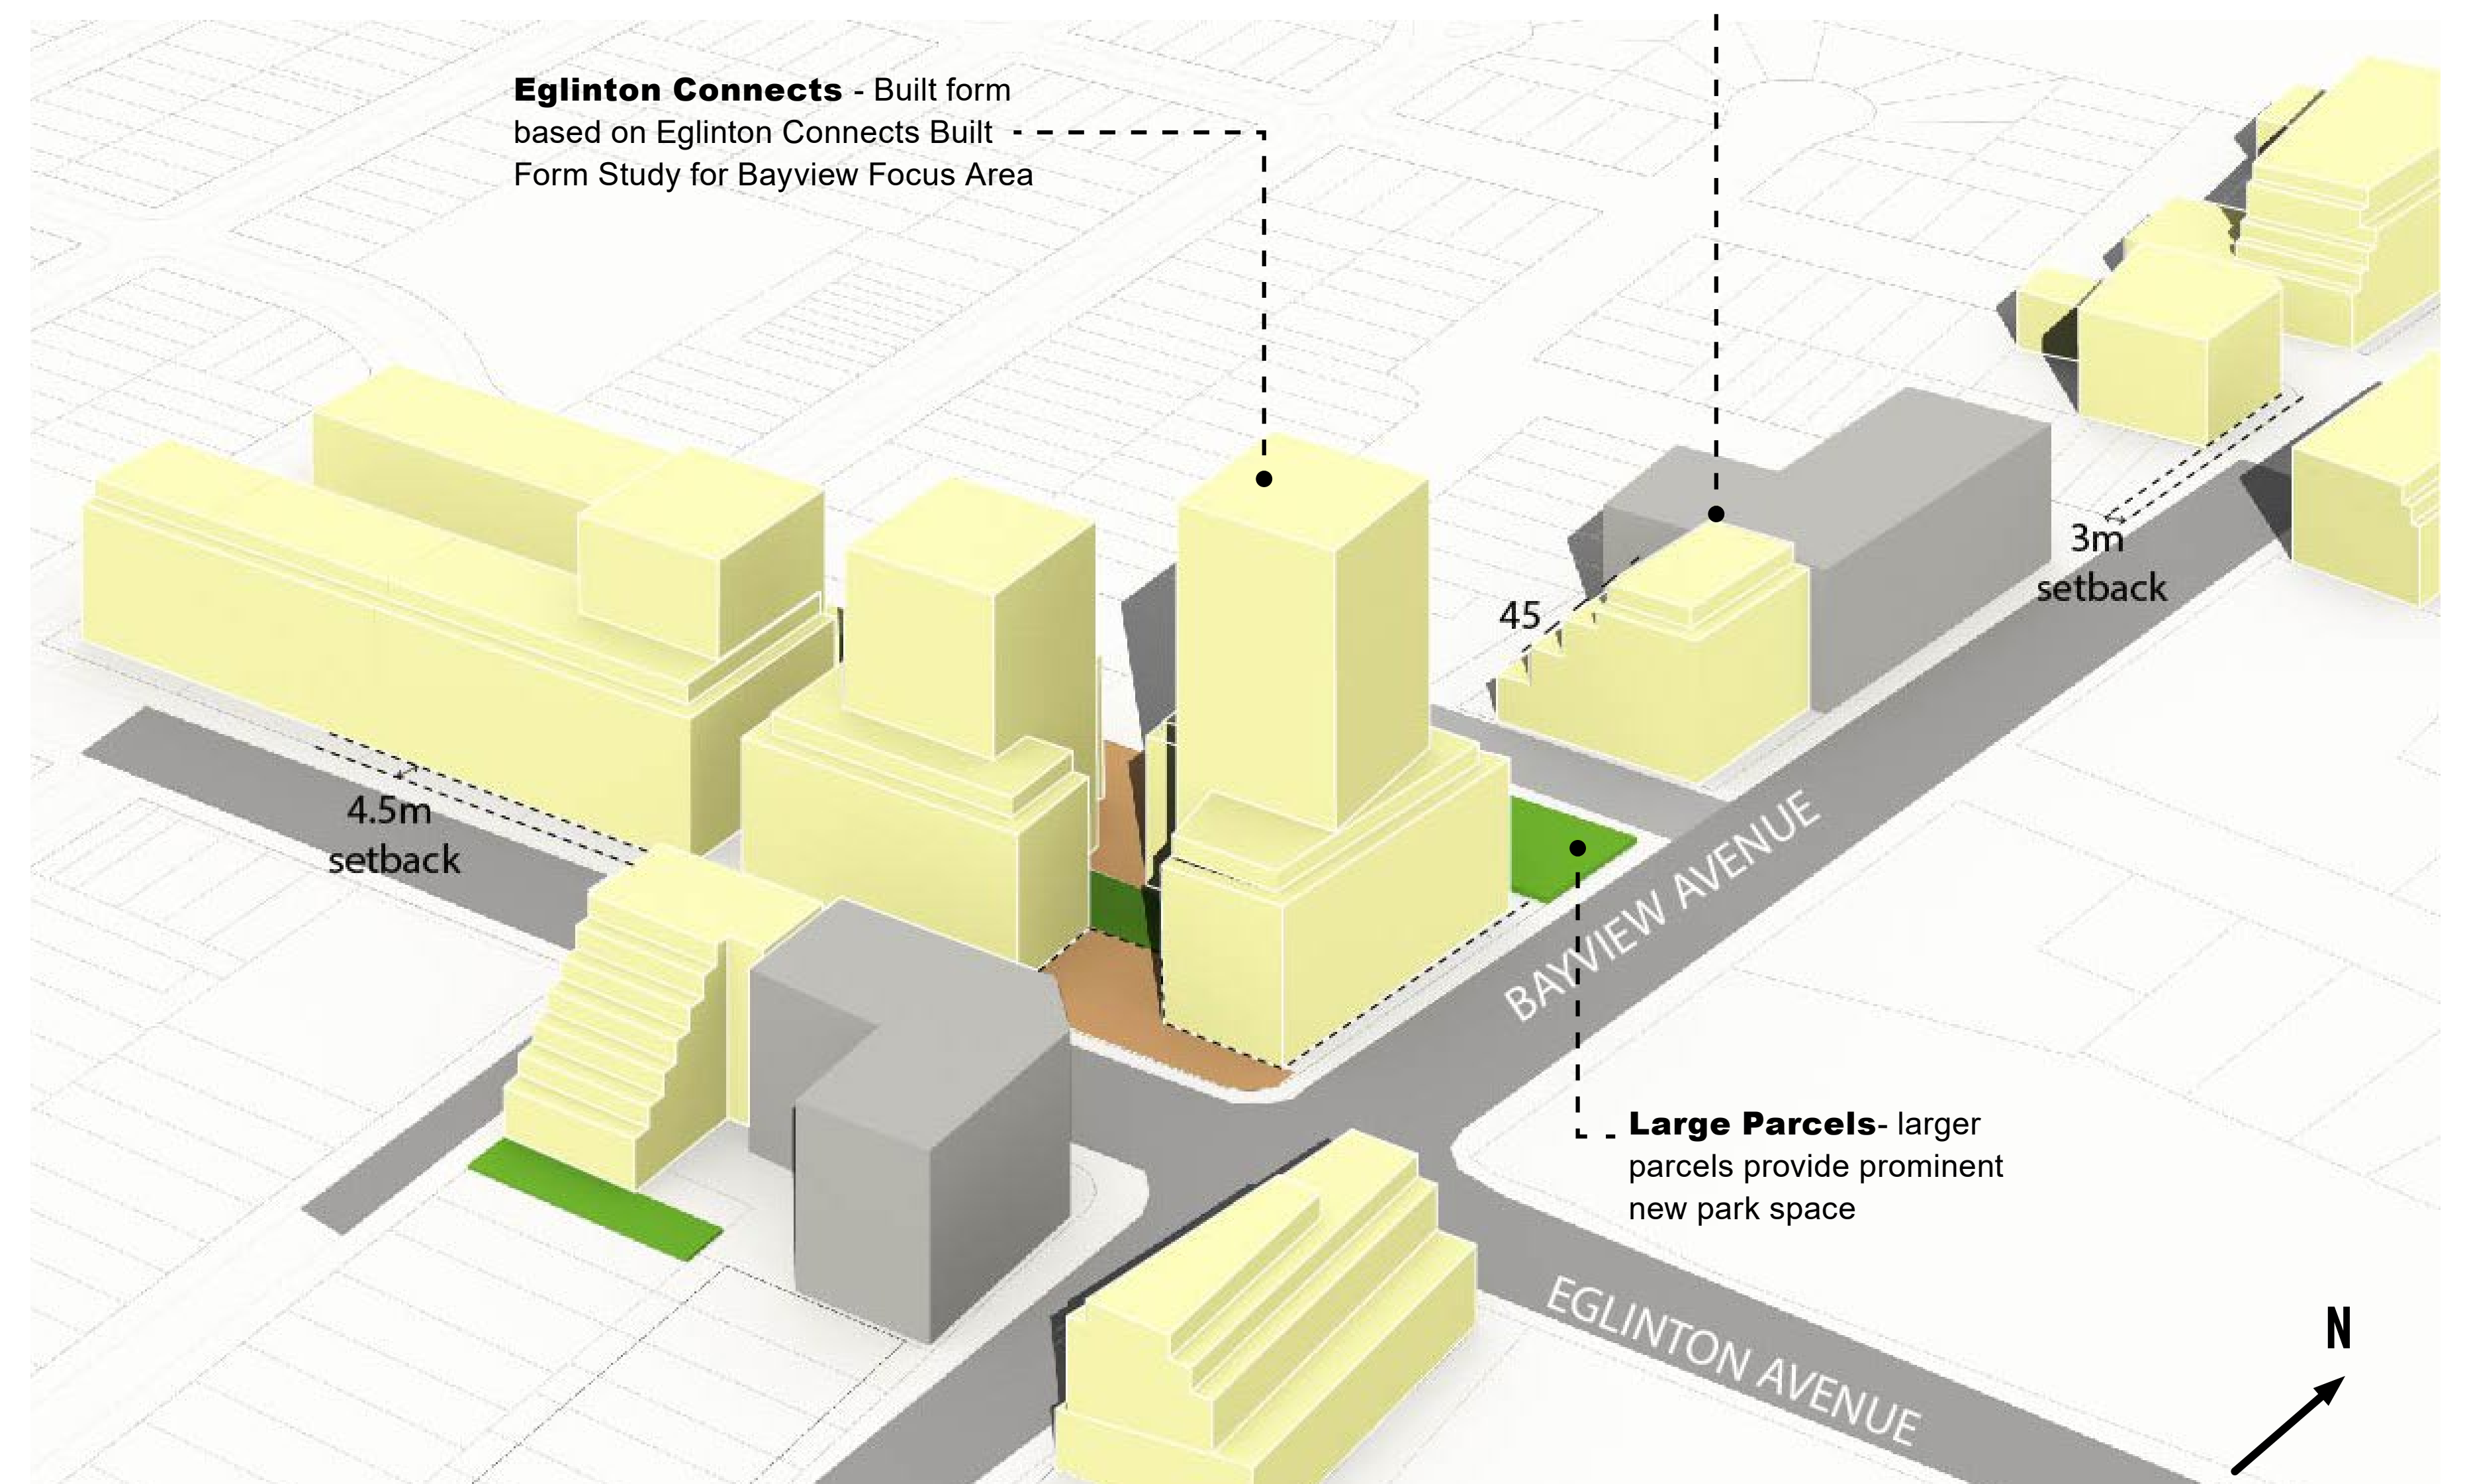 Eglinton Connects - Built form
based on Eglinton Connects Built
Form Study for Bayview Focus Area
45
3m
setback
4.5m
setback
BAYVIEW AVENUE
Large Parcels- larger
parcels provide prominent
new park space
EGLINTON AVENUE
N